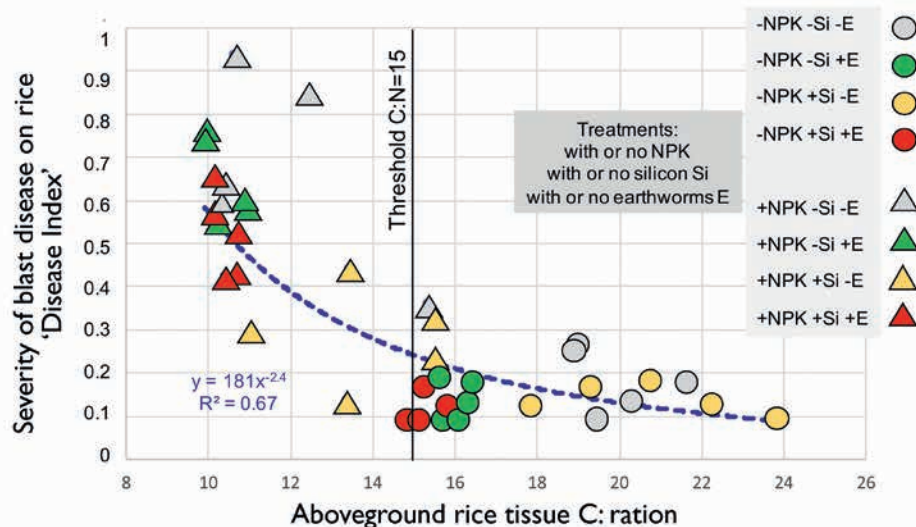 Severity of blast disease on rice
'Disease Index'
1
0.9
0.8
0.7
0.6
0.5
0.4
0.3
0.2
0.1
0
8
10
12
14
16
18
20
22
24
26
Aboveground rice tissue C: ration
Threshold C:N=15
y = 181x^-2.4
R² = 0.67
Treatments:
with or no NPK
with or no silicon Si
with or no earthworms E
-NPK -Si -E
-NPK -Si +E
-NPK +Si -E
-NPK +Si +E
+NPK -Si -E
+NPK -Si +E
+NPK +Si -E
+NPK +Si +E